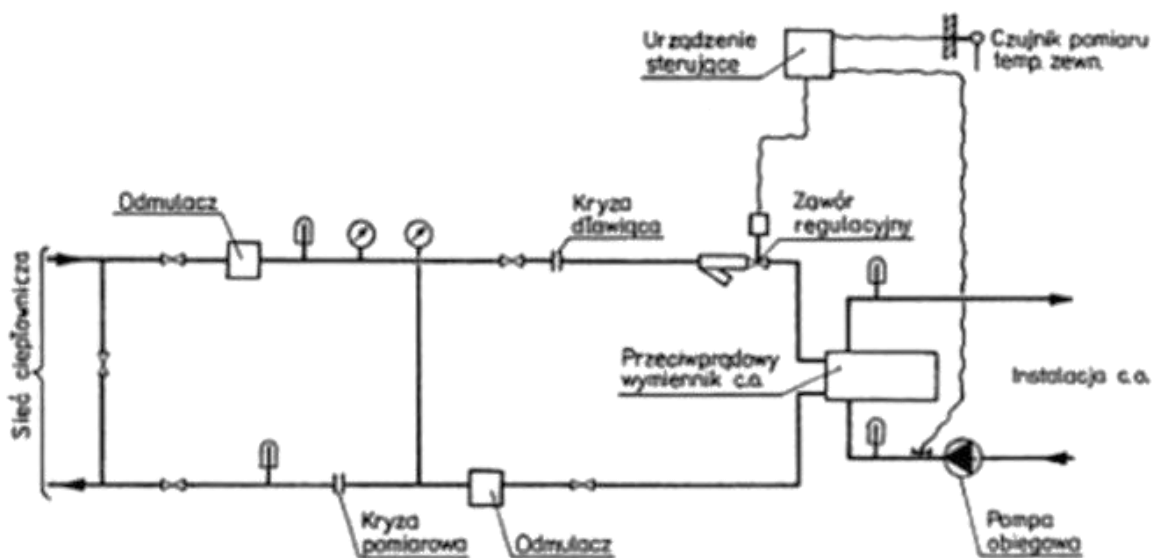 Urządzenie
sterujące
Czujnik pomiaru
temp. zewn.
Odmulacz
Kryza
dławiąca
Zawór
regulacyjny
Sieć ciepłownicza
Przeciwprądowy
wymiennik c.o.
Instalacja c.o.
Kryza
pomiarowa
Odmulacz
Pompa
obiegowa